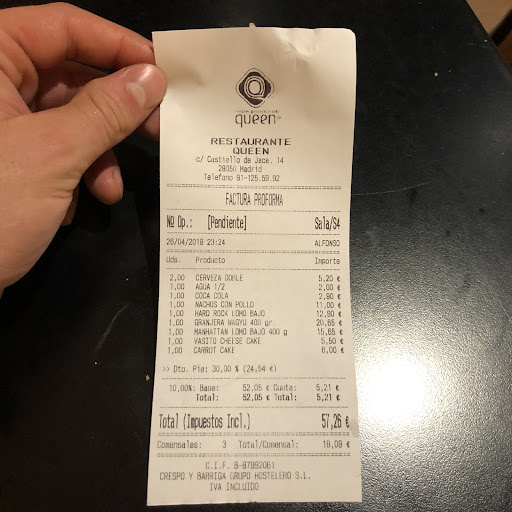 queen
RESTAURANTE
QUEEN
c/ Castiello de Jaca, 14
28050 Madrid
Telefono 91-125.50.92
FACTURA PROFORMA
Nº Op.: [Pendiente] Sala/S4
26/04/2018 23:24 ALFONSO
Uds. Producto Importe
2,00 CERVEZA DOBLE 5,20 €
1,00 AGUA 1/2 2,00 €
1,00 COCA COLA 2,90 €
1,00 NACHOS CON POLLO 11,00 €
1,00 HARD ROCK LOMO BAJO 12,90 €
1,00 GRANJERA WAGYU 400 gr. 20,65 €
1,00 MANHATTAN LOMO BAJO 400 g 15,65 €
1,00 VASITO CHEESE CAKE 5,50 €
1,00 CARROT CAKE 6,00 €
>> Dto. Pie: 30,00 % (24,54 €)
10,00%: Base: 52,05 € Cuota: 5,21 €
Total: 52,05 € Total: 5,21 €
Total (Impuestos Incl.) 57,26 €
Comensales: 3 Total/Comensal: 19,09 €
C.I.F. B-87992061
CRESPO Y BARRIGA GRUPO HOSTELERO S.L.
IVA INCLUIDO